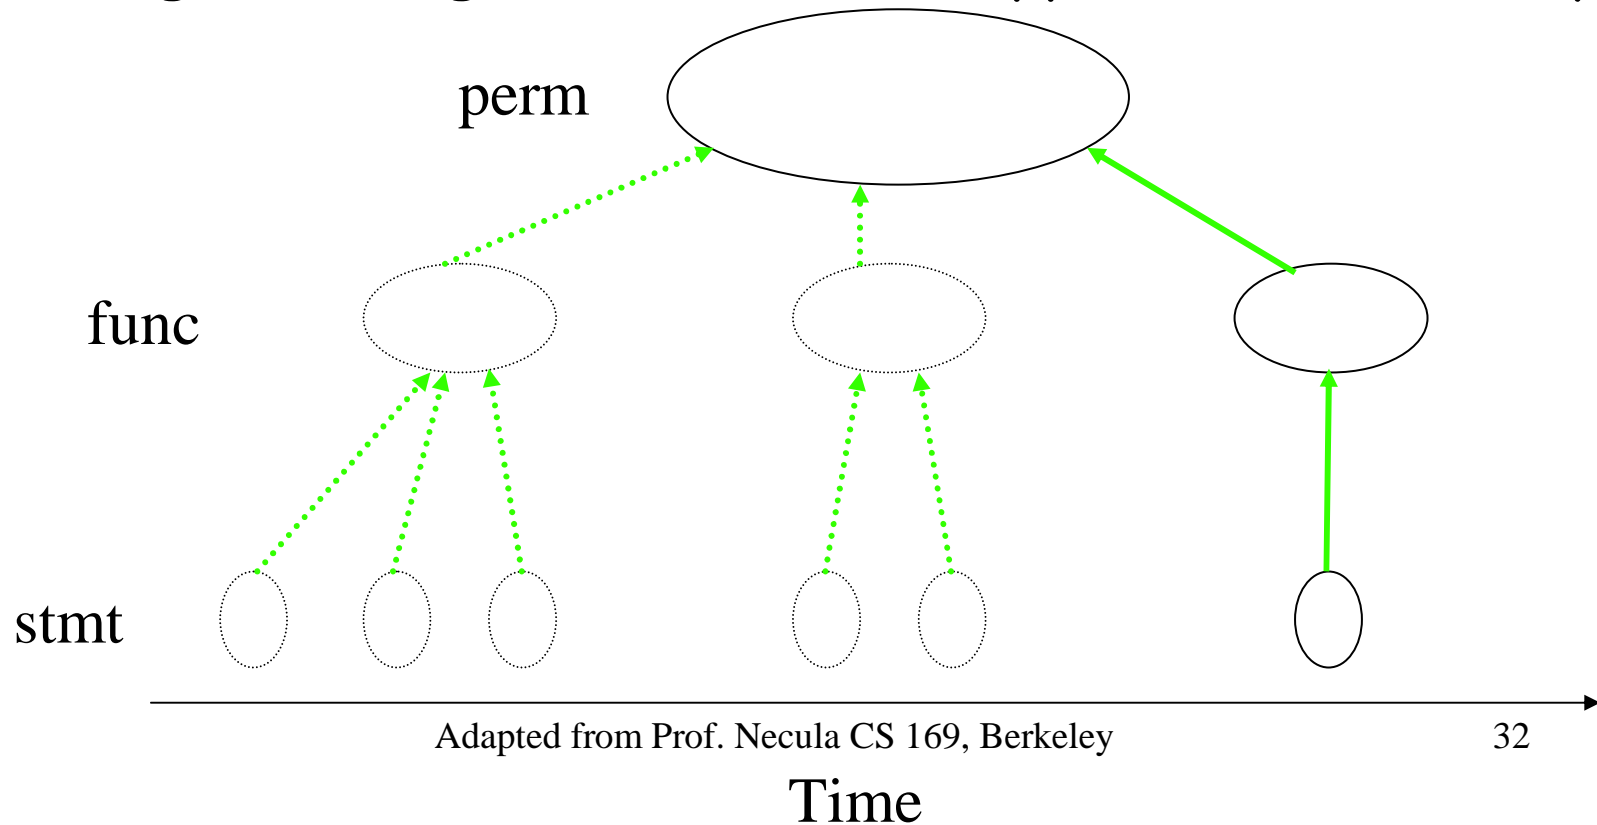 perm
func
stmt
Adapted from Prof. Necula CS 169, Berkeley
32
Time